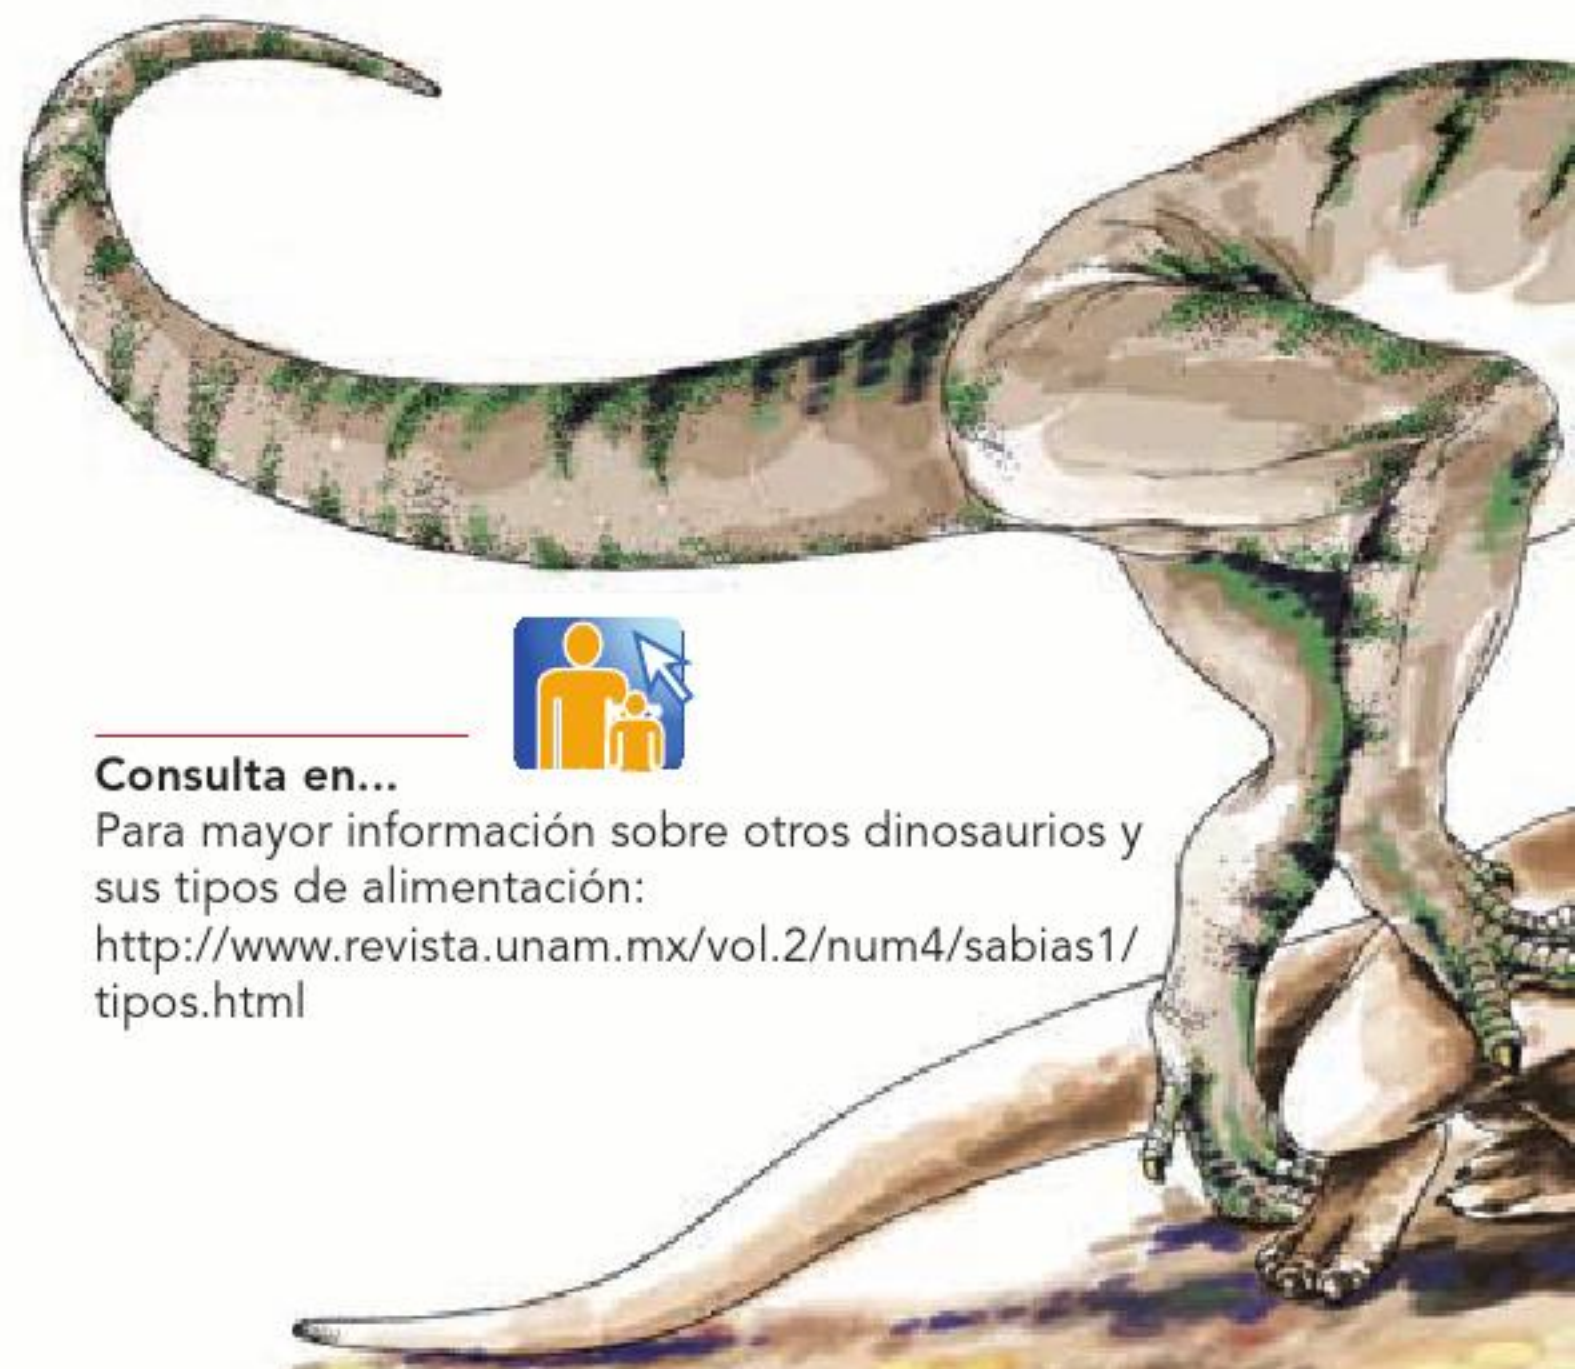 Consulta en...
Para mayor información sobre otros dinosaurios y
sus tipos de alimentación:
http://www.revista.unam.mx/vol.2/num4/sabias1/
tipos.html